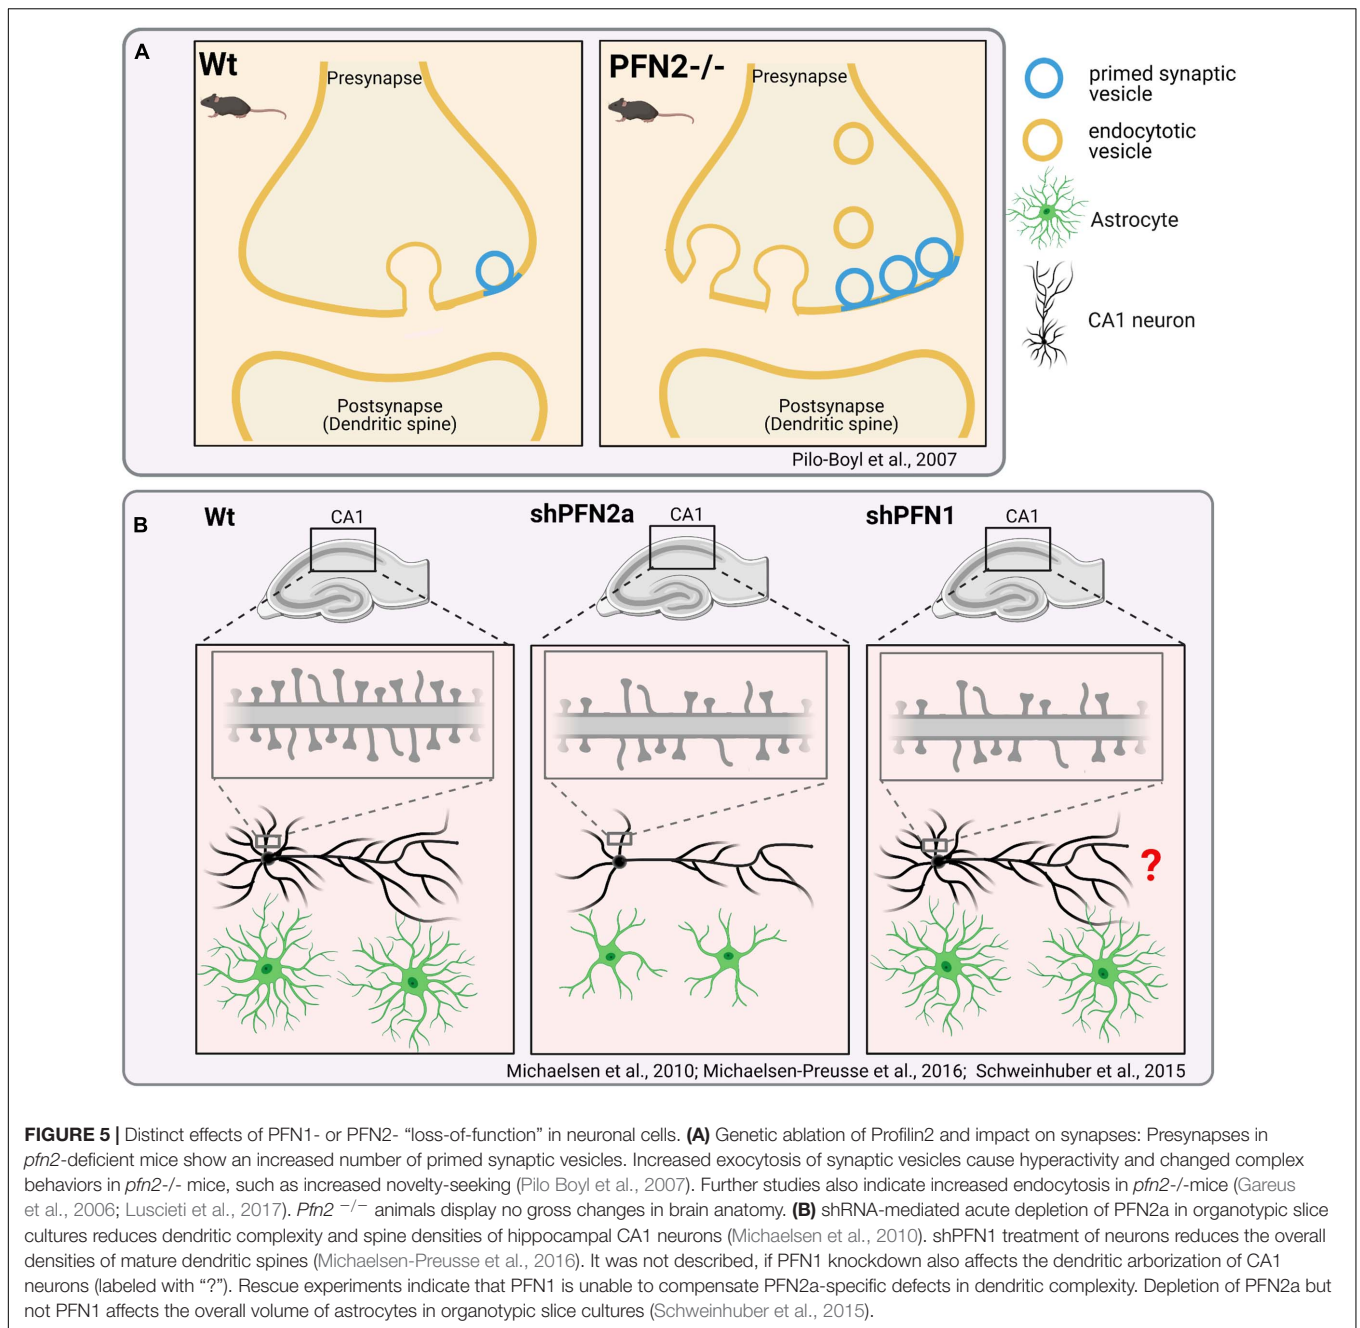 A
Wt
Presynapse
Postsynapse
(Dendritic spine)
PFN2-/-
Presynapse
Postsynapse
(Dendritic spine)
Pilo-Boyl et al., 2007
primed synaptic
vesicle
endocytotic
vesicle
Astrocyte
CA1 neuron
B
Wt
CA1
shPFN2a
CA1
shPFN1
CA1
?
Michaelsen et al., 2010; Michaelsen-Preusse et al., 2016; Schweinhuber et al., 2015
FIGURE 5 | Distinct effects of PFN1- or PFN2- “loss-of-function” in neuronal cells. (A) Genetic ablation of Profilin2 and impact on synapses: Presynapses in
pfn2-deficient mice show an increased number of primed synaptic vesicles. Increased exocytosis of synaptic vesicles cause hyperactivity and changed complex
behaviors in pfn2-/- mice, such as increased novelty-seeking (Pilo Boyl et al., 2007). Further studies also indicate increased endocytosis in pfn2-/-mice (Gareus
et al., 2006; Luscieti et al., 2017). Pfn2 −/− animals display no gross changes in brain anatomy. (B) shRNA-mediated acute depletion of PFN2a in organotypic slice
cultures reduces dendritic complexity and spine densities of hippocampal CA1 neurons (Michaelsen et al., 2010). shPFN1 treatment of neurons reduces the overall
densities of mature dendritic spines (Michaelsen-Preusse et al., 2016). It was not described, if PFN1 knockdown also affects the dendritic arborization of CA1
neurons (labeled with “?”). Rescue experiments indicate that PFN1 is unable to compensate PFN2a-specific defects in dendritic complexity. Depletion of PFN2a but
not PFN1 affects the overall volume of astrocytes in organotypic slice cultures (Schweinhuber et al., 2015).